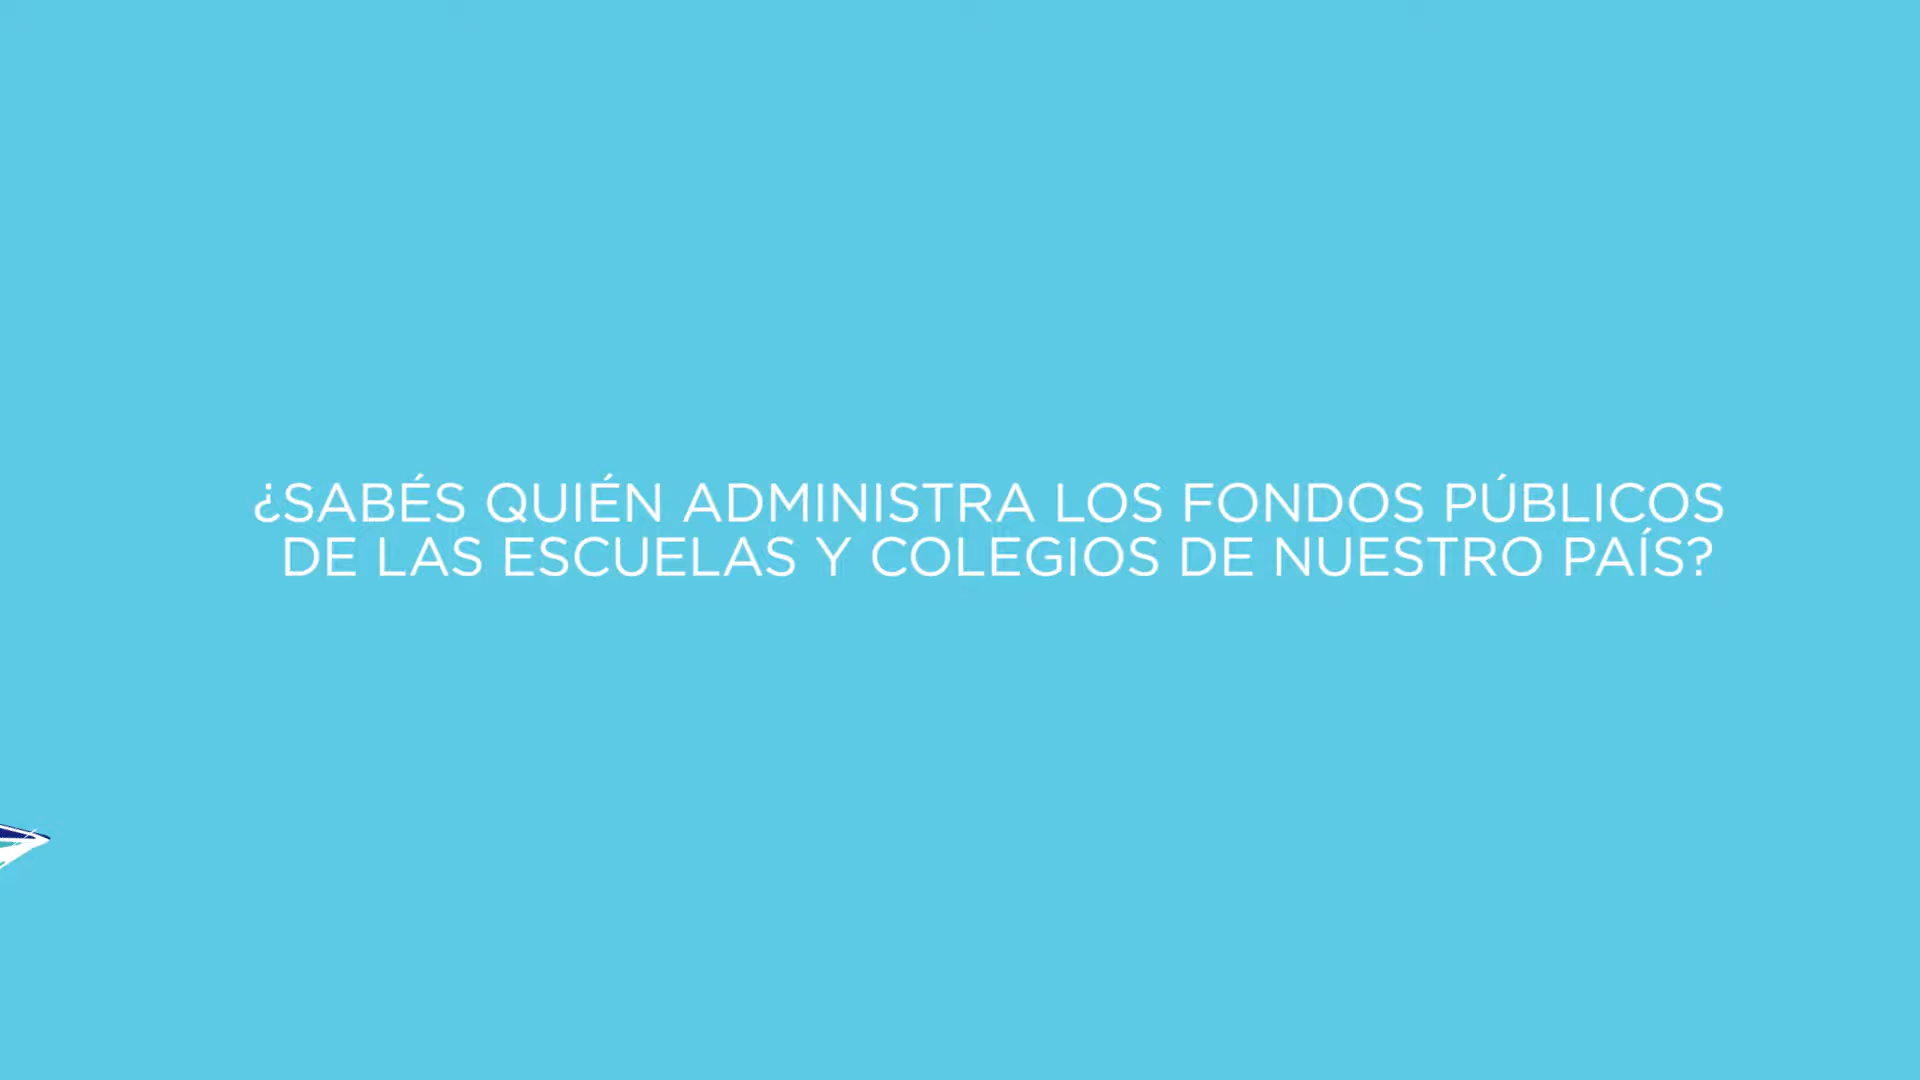 ¿SABÉS QUIÉN ADMINISTRA LOS FONDOS PÚBLICOS
DE LAS ESCUELAS Y COLEGIOS DE NUESTRO PAÍS?